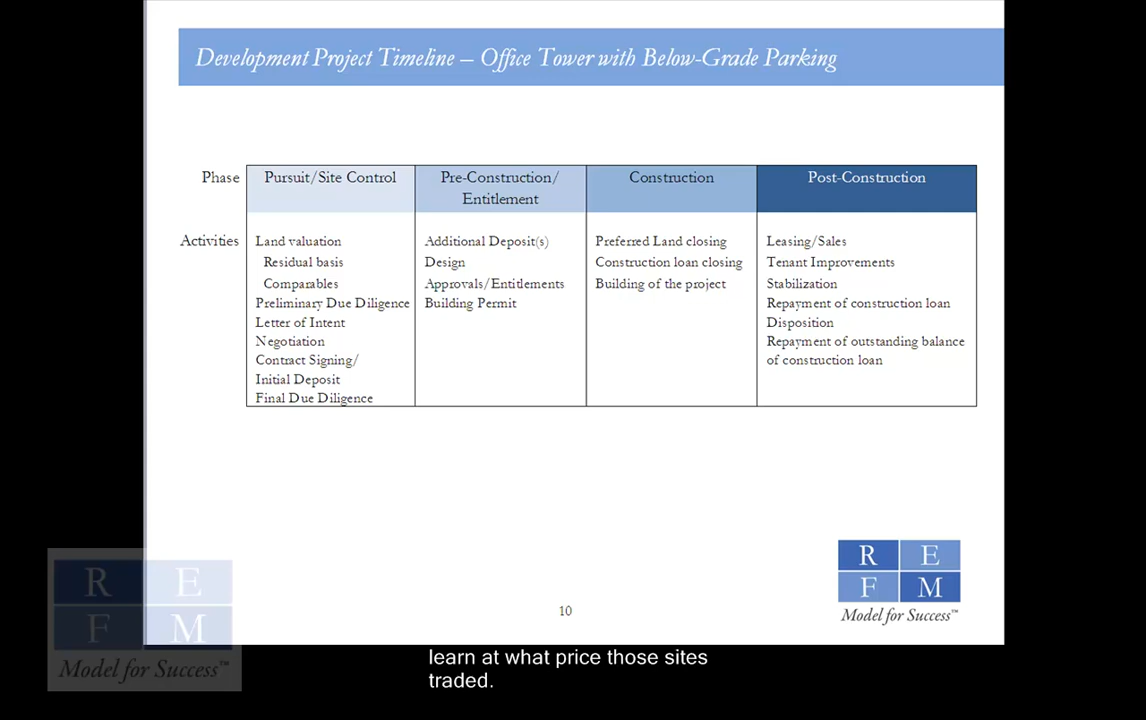 Development Project Timeline – Office Tower with Below-Grade Parking
Phase
Pursuit/Site Control
Pre-Construction/
Entitlement
Construction
Post-Construction
Activities
Land valuation
Residual basis
Comparables
Preliminary Due Diligence
Letter of Intent
Negotiation
Contract Signing/
Initial Deposit
Final Due Diligence
Additional Deposit(s)
Design
Approvals/Entitlements
Building Permit
Preferred Land closing
Construction loan closing
Building of the project
Leasing/Sales
Tenant Improvements
Stabilization
Repayment of construction loan
Disposition
Repayment of outstanding balance
of construction loan
R E
F M
Model for Success™
10
R E
F M
Model for Success™
learn at what price those sites
traded.